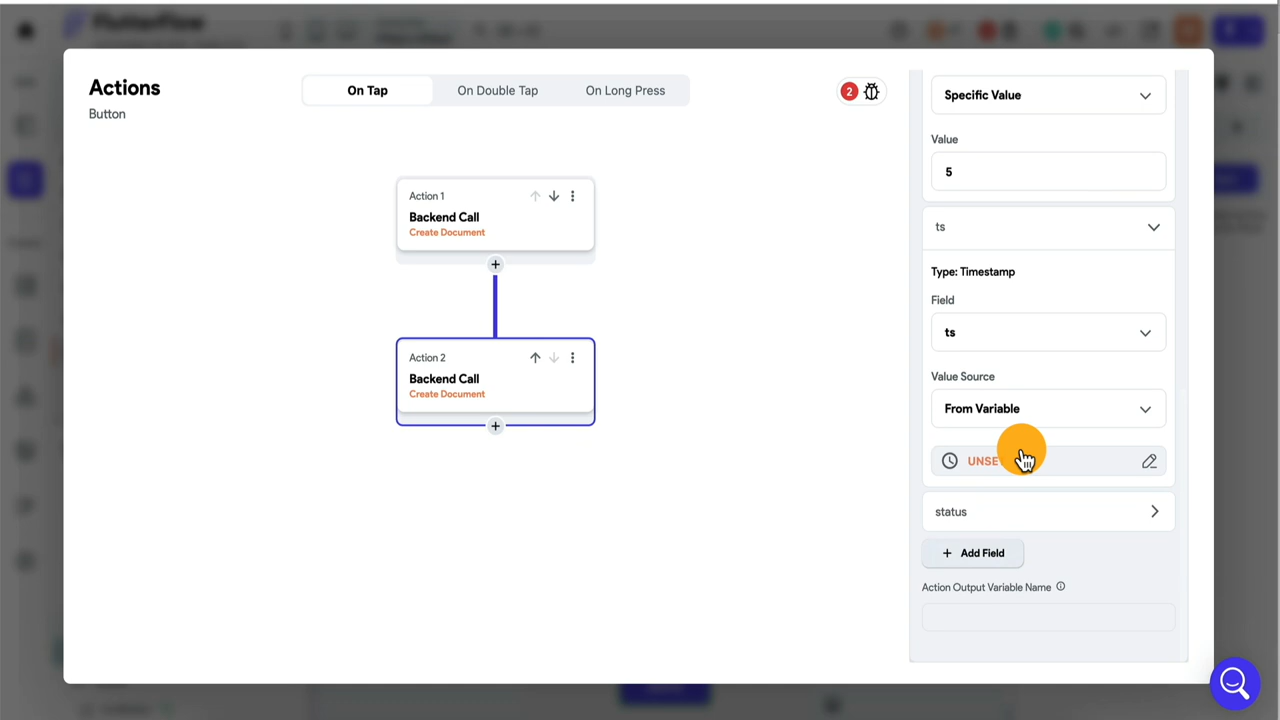 FlutterFlow
Actions
Button
On Tap
On Double Tap
On Long Press
2
Action 1
Backend Call
Create Document
Action 2
Backend Call
Create Document
Specific Value
Value
5
ts
Type: Timestamp
Field
ts
Value Source
From Variable
UNSE
status
+ Add Field
Action Output Variable Name